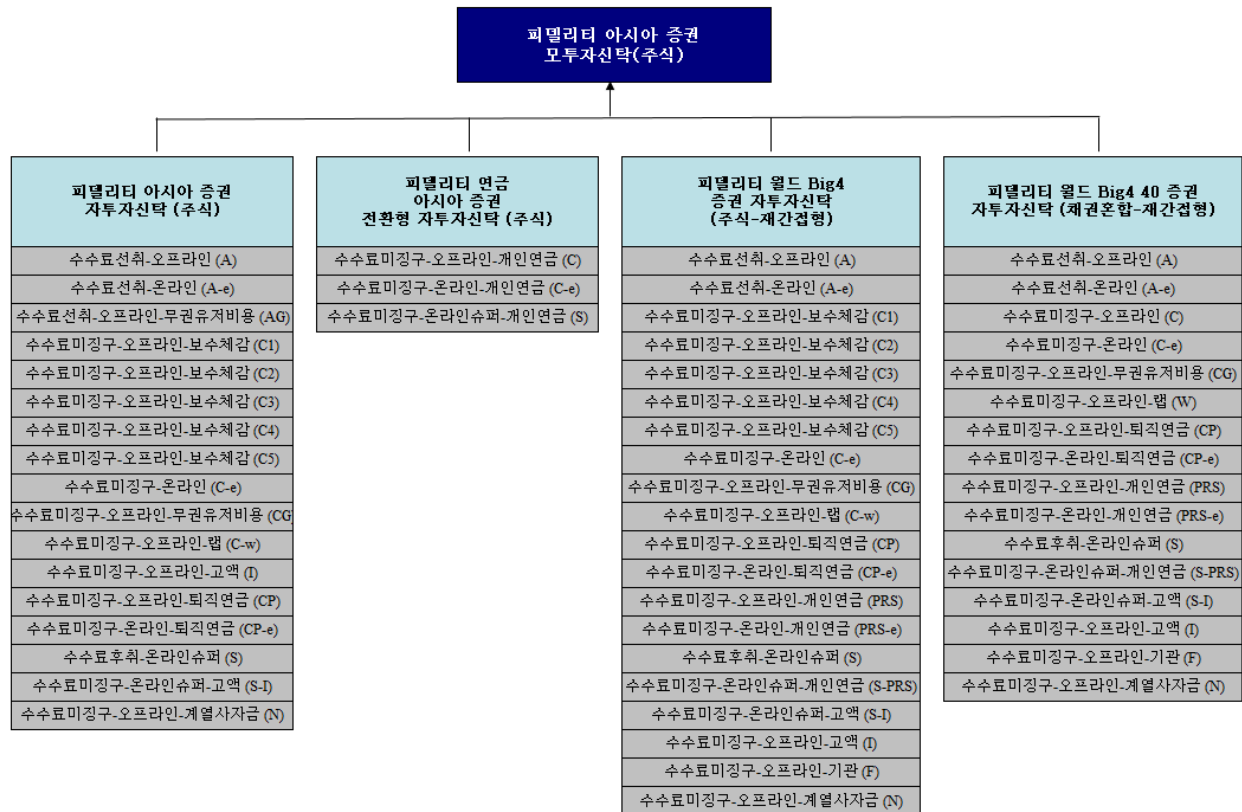 피델리티 아시아 증권
모투자신탁(주식)
피델리티 아시아 증권
자투자신탁 (주식)
수수료선취-오프라인 (A)
수수료선취-온라인 (A-e)
수수료선취-오프라인-무권유저비용 (AG)
수수료미징구-오프라인-보수체감 (C1)
수수료미징구-오프라인-보수체감 (C2)
수수료미징구-오프라인-보수체감 (C3)
수수료미징구-오프라인-보수체감 (C4)
수수료미징구-오프라인-보수체감 (C5)
수수료미징구-온라인 (C-e)
수수료미징구-오프라인-무권유저비용 (CG)
수수료미징구-오프라인-랩 (C-w)
수수료미징구-오프라인-고액 (I)
수수료미징구-오프라인-퇴직연금 (CP)
수수료미징구-온라인-퇴직연금 (CP-e)
수수료후취-온라인슈퍼 (S)
수수료미징구-온라인슈퍼-고액 (S-I)
수수료미징구-오프라인-계열사자금 (N)
피델리티 연금
아시아 증권
전환형 자투자신탁 (주식)
수수료미징구-오프라인-개인연금 (C)
수수료미징구-온라인-개인연금 (C-e)
수수료미징구-온라인슈퍼-개인연금 (S)
피델리티 월드 Big4
증권 자투자신탁
(주식-재간접형)
수수료선취-오프라인 (A)
수수료선취-온라인 (A-e)
수수료미징구-오프라인-보수체감 (C1)
수수료미징구-오프라인-보수체감 (C2)
수수료미징구-오프라인-보수체감 (C3)
수수료미징구-오프라인-보수체감 (C4)
수수료미징구-오프라인-보수체감 (C5)
수수료미징구-온라인 (C-e)
수수료미징구-오프라인-무권유저비용 (CG)
수수료미징구-오프라인-랩 (C-w)
수수료미징구-오프라인-퇴직연금 (CP)
수수료미징구-온라인-퇴직연금 (CP-e)
수수료미징구-오프라인-개인연금 (PRS)
수수료미징구-온라인-개인연금 (PRS-e)
수수료후취-온라인슈퍼 (S)
수수료미징구-온라인슈퍼-개인연금 (S-PRS)
수수료미징구-온라인슈퍼-고액 (S-I)
수수료미징구-오프라인-고액 (I)
수수료미징구-오프라인-기관 (F)
수수료미징구-오프라인-계열사자금 (N)
피델리티 월드 Big4 40 증권
자투자신탁 (채권혼합-재간접형)
수수료선취-오프라인 (A)
수수료선취-온라인 (A-e)
수수료미징구-오프라인 (C)
수수료미징구-온라인 (C-e)
수수료미징구-오프라인-무권유저비용 (CG)
수수료미징구-오프라인-랩 (W)
수수료미징구-오프라인-퇴직연금 (CP)
수수료미징구-온라인-퇴직연금 (CP-e)
수수료미징구-오프라인-개인연금 (PRS)
수수료미징구-온라인-개인연금 (PRS-e)
수수료후취-온라인슈퍼 (S)
수수료미징구-온라인슈퍼-개인연금 (S-PRS)
수수료미징구-온라인슈퍼-고액 (S-I)
수수료미징구-오프라인-고액 (I)
수수료미징구-오프라인-기관 (F)
수수료미징구-오프라인-계열사자금 (N)